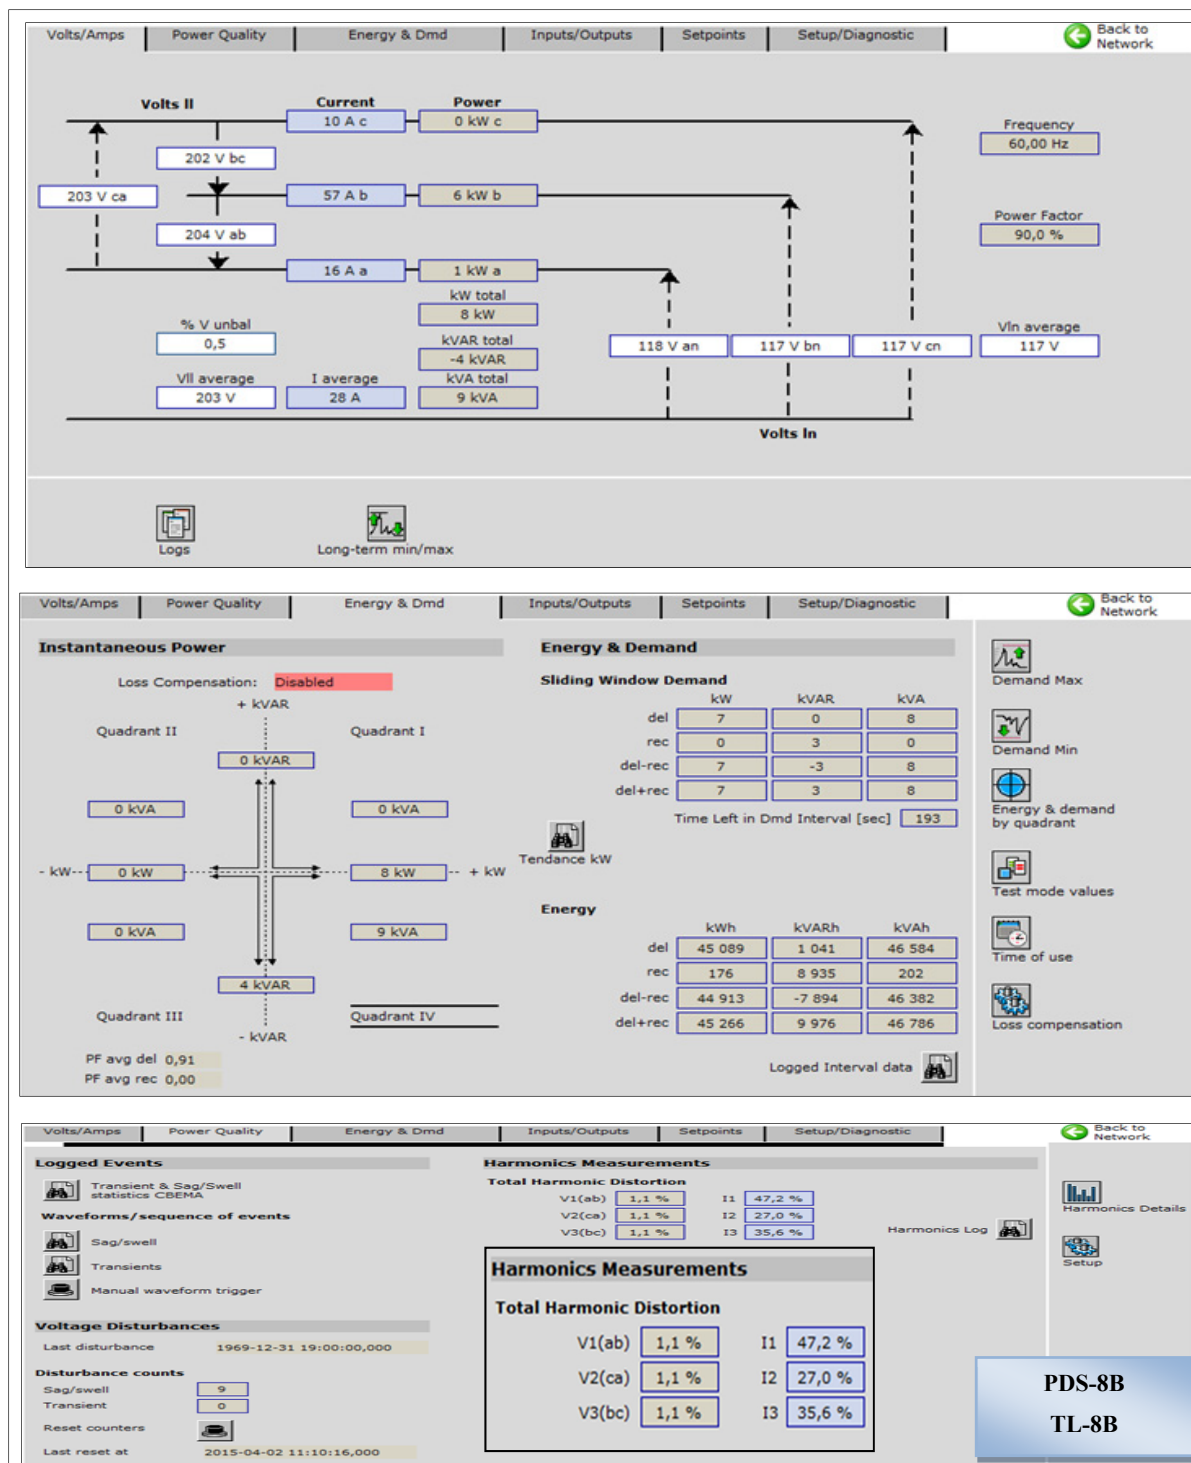 Volts/Amps Power Quality Energy & Dmd Inputs/Outputs Setpoints Setup/Diagnostic Back to Network
Volts ll Current Power
10 A c 0 kW c
Frequency
60,00 Hz
202 V bc
203 V ca 57 A b 6 kW b
Power Factor
90,0 %
204 V ab
16 A a 1 kW a
kW total
8 kW
% V unbal
0,5
kVAR total
-4 kVAR
118 V an 117 V bn 117 V cn
Vln average
117 V
Vll average I average kVA total
203 V 28 A 9 kVA
Volts ln
Logs Long-term min/max
Volts/Amps Power Quality Energy & Dmd Inputs/Outputs Setpoints Setup/Diagnostic Back to Network
Instantaneous Power
Loss Compensation: Disabled
+ kVAR
Quadrant II Quadrant I
0 kVAR
0 kVA 0 kVA
- kW 0 kW 8 kW + kW
0 kVA 9 kVA
4 kVAR
Quadrant III Quadrant IV
- kVAR
PF avg del 0,91
PF avg rec 0,00
Energy & Demand
Sliding Window Demand
kW kVAR kVA
del 7 0 8
rec 0 3 0
del-rec 7 -3 8
del+rec 7 3 8
Time Left in Dmd Interval [sec] 193
Tendance kW
Energy
kWh kVARh kVAh
del 45 089 1 041 46 584
rec 176 8 935 202
del-rec 44 913 -7 894 46 382
del+rec 45 266 9 976 46 786
Logged Interval data
Demand Max
Demand Min
Energy & demand
by quadrant
Test mode values
Time of use
Loss compensation
Volts/Amps Power Quality Energy & Dmd Inputs/Outputs Setpoints Setup/Diagnostic Back to Network
Logged Events
Transient & Sag/Swell
statistics CBEMA
Waveforms/sequence of events
Sag/swell
Transients
Manual waveform trigger
Voltage Disturbances
Last disturbance 1969-12-31 19:00:00,000
Disturbance counts
Sag/swell 9
Transient 0
Reset counters
Last reset at 2015-04-02 11:10:16,000
Harmonics Measurements
Total Harmonic Distortion
V1(ab) 1,1 % I1 47,2 %
V2(ca) 1,1 % I2 27,0 %
V3(bc) 1,1 % I3 35,6 %
Harmonics Log
Harmonics Details
Setup
Harmonics Measurements
Total Harmonic Distortion
V1(ab) 1,1 % I1 47,2 %
V2(ca) 1,1 % I2 27,0 %
V3(bc) 1,1 % I3 35,6 %
PDS-8B
TL-8B